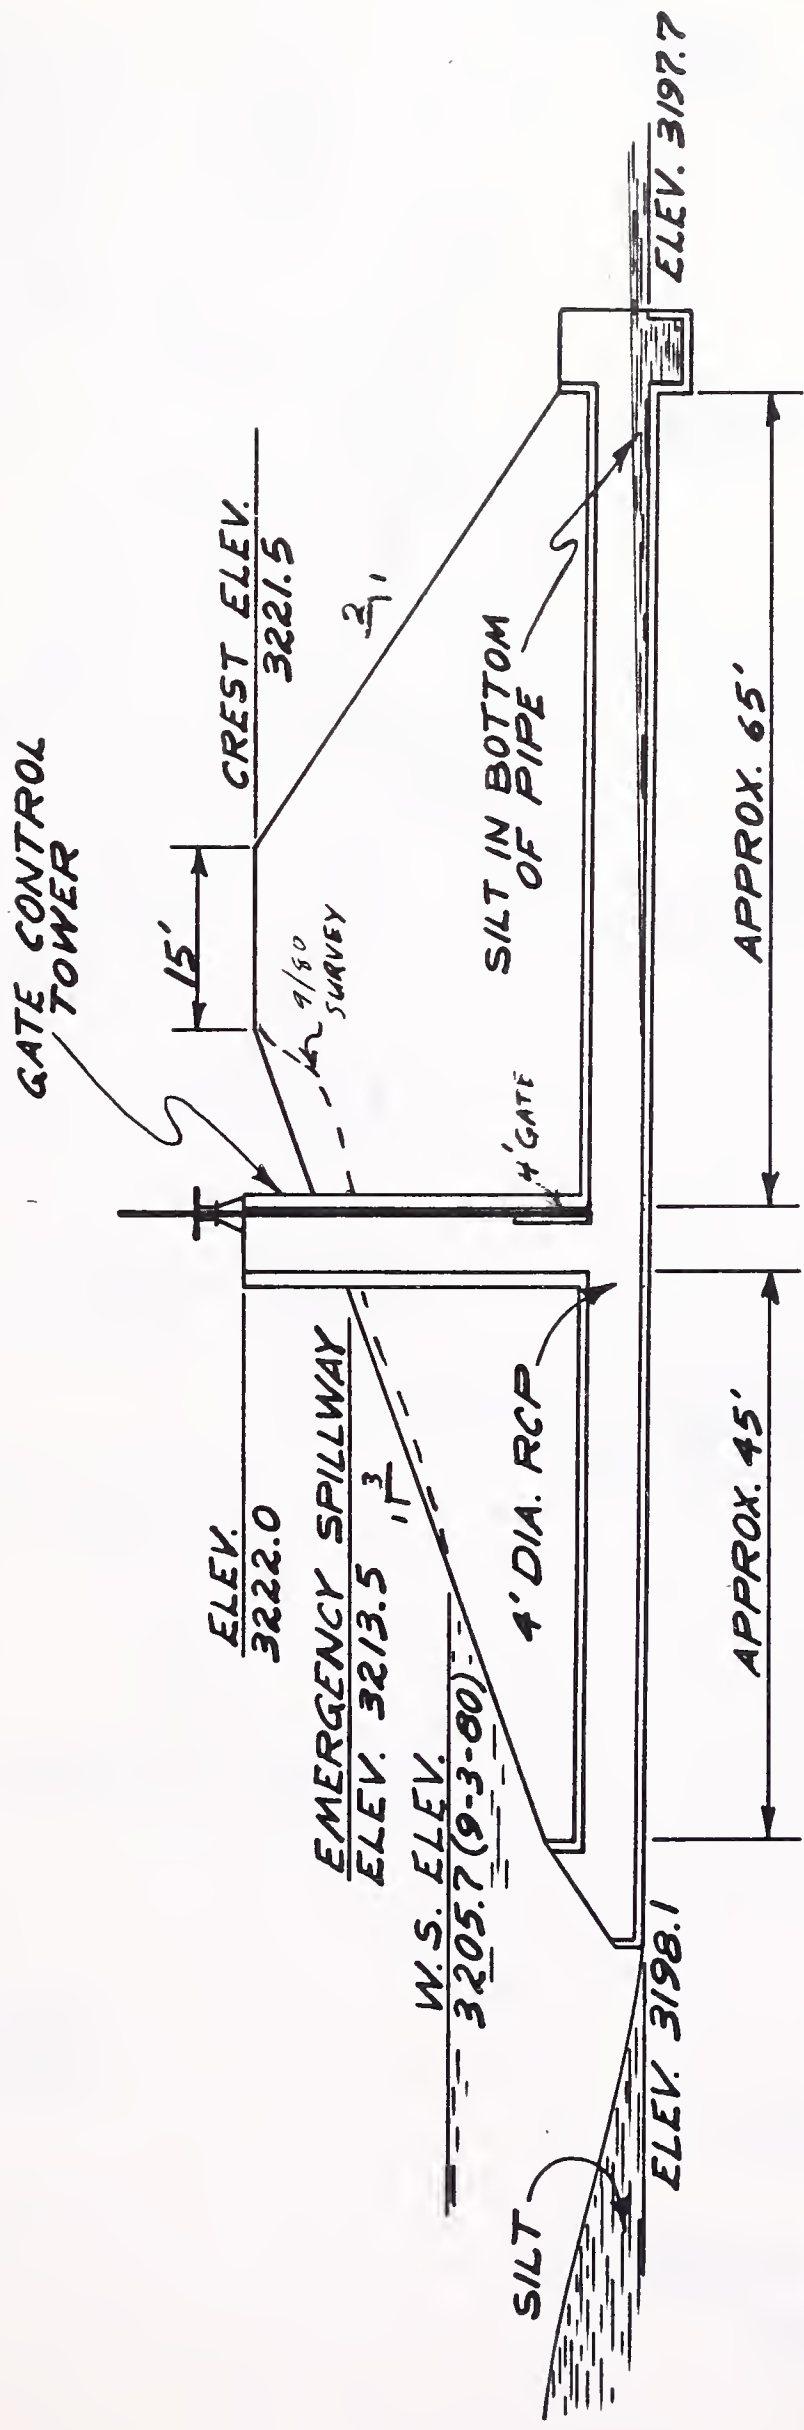 GATE CONTROL
TOWER
15'
CREST ELEV.
3221.5
ELEV.
3222.0
EMERGENCY SPILLWAY
ELEV. 3213.5
W.S. ELEV.
3205.7 (9-3-80)
1
3
9/80
SURVEY
2
1
4' GATE
SILT IN BOTTOM
OF PIPE
4' DIA. RCP
SILT
ELEV. 3198.1
ELEV. 3197.7
APPROX. 45'
APPROX. 65'